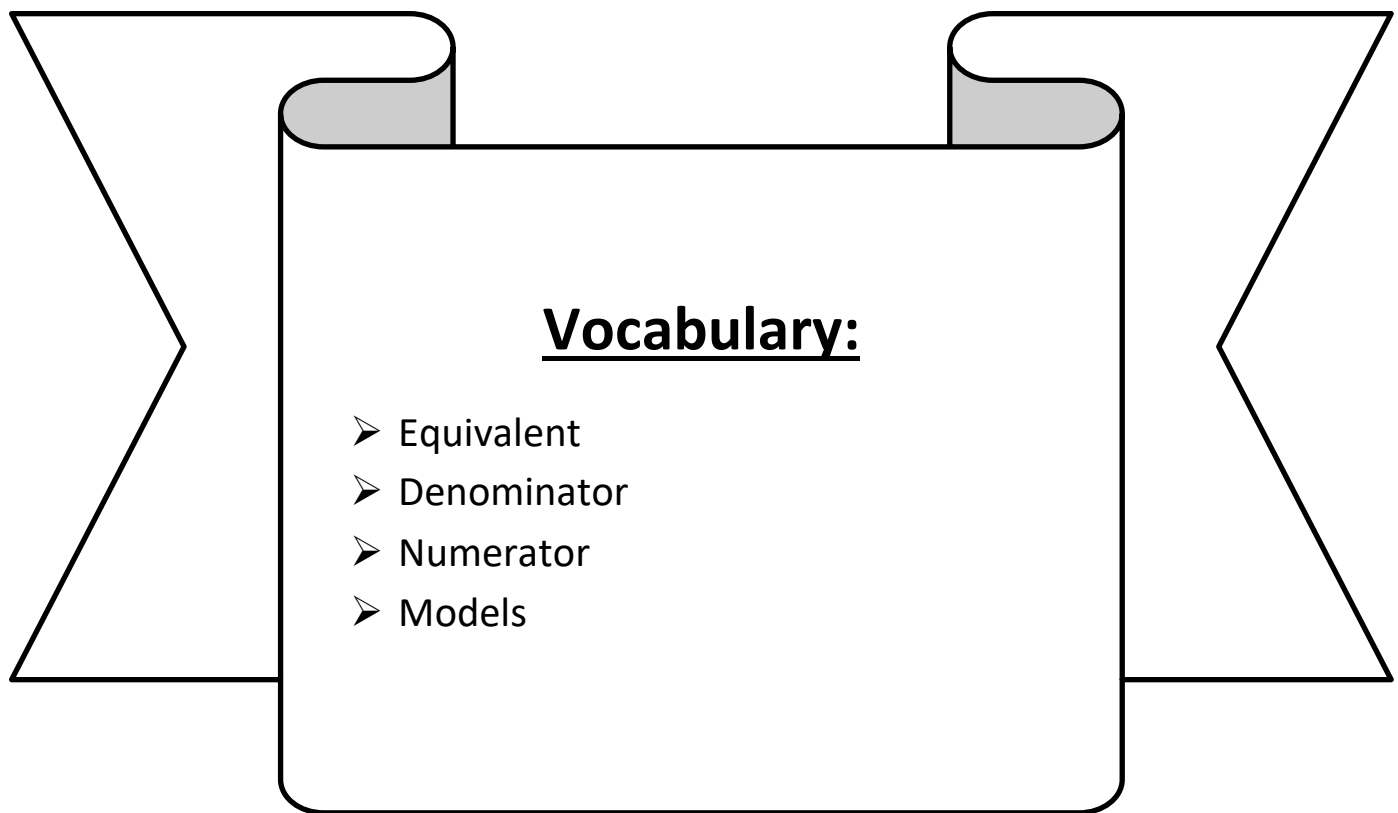 Vocabulary:
➢ Equivalent
➢ Denominator
➢ Numerator
➢ Models